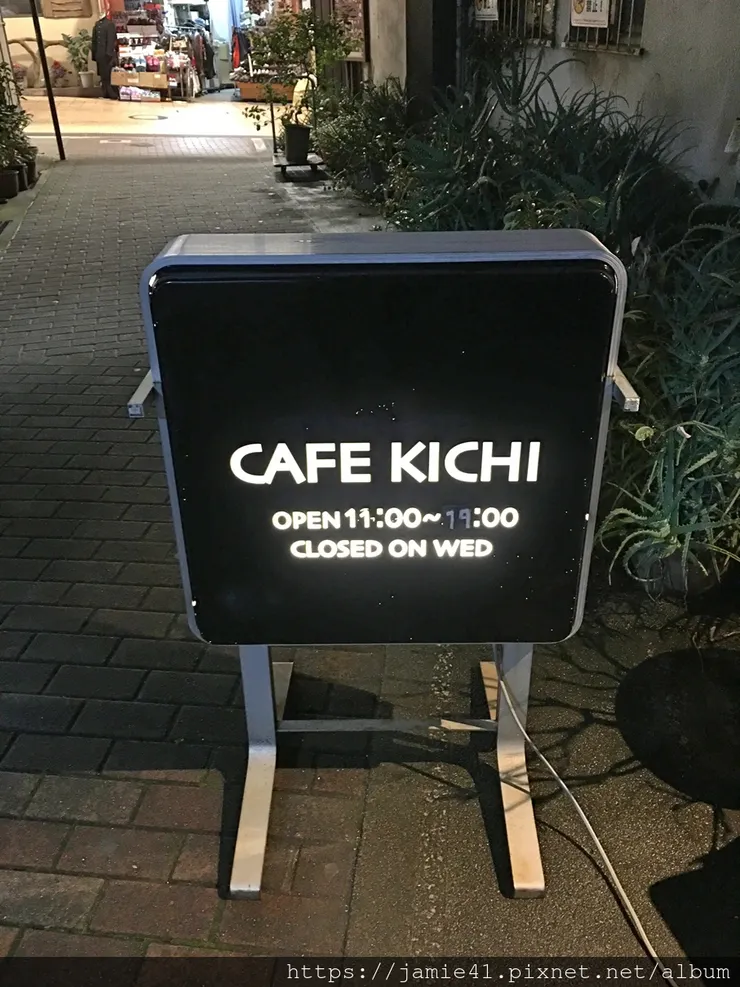 CAFE KICHI
OPEN 11:00~19:00
CLOSED ON WED
https://jamie41.pixnet.net/album